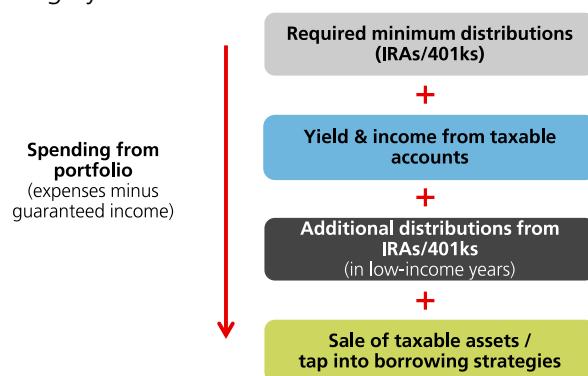 Required minimum distributions
(IRAs/401ks)
+
Yield & income from taxable
accounts
+
Spending from
portfolio
(expenses minus
guaranteed income)
Additional distributions from
IRAs/401ks
(in low-income years)
+
Sale of taxable assets /
tap into borrowing strategies